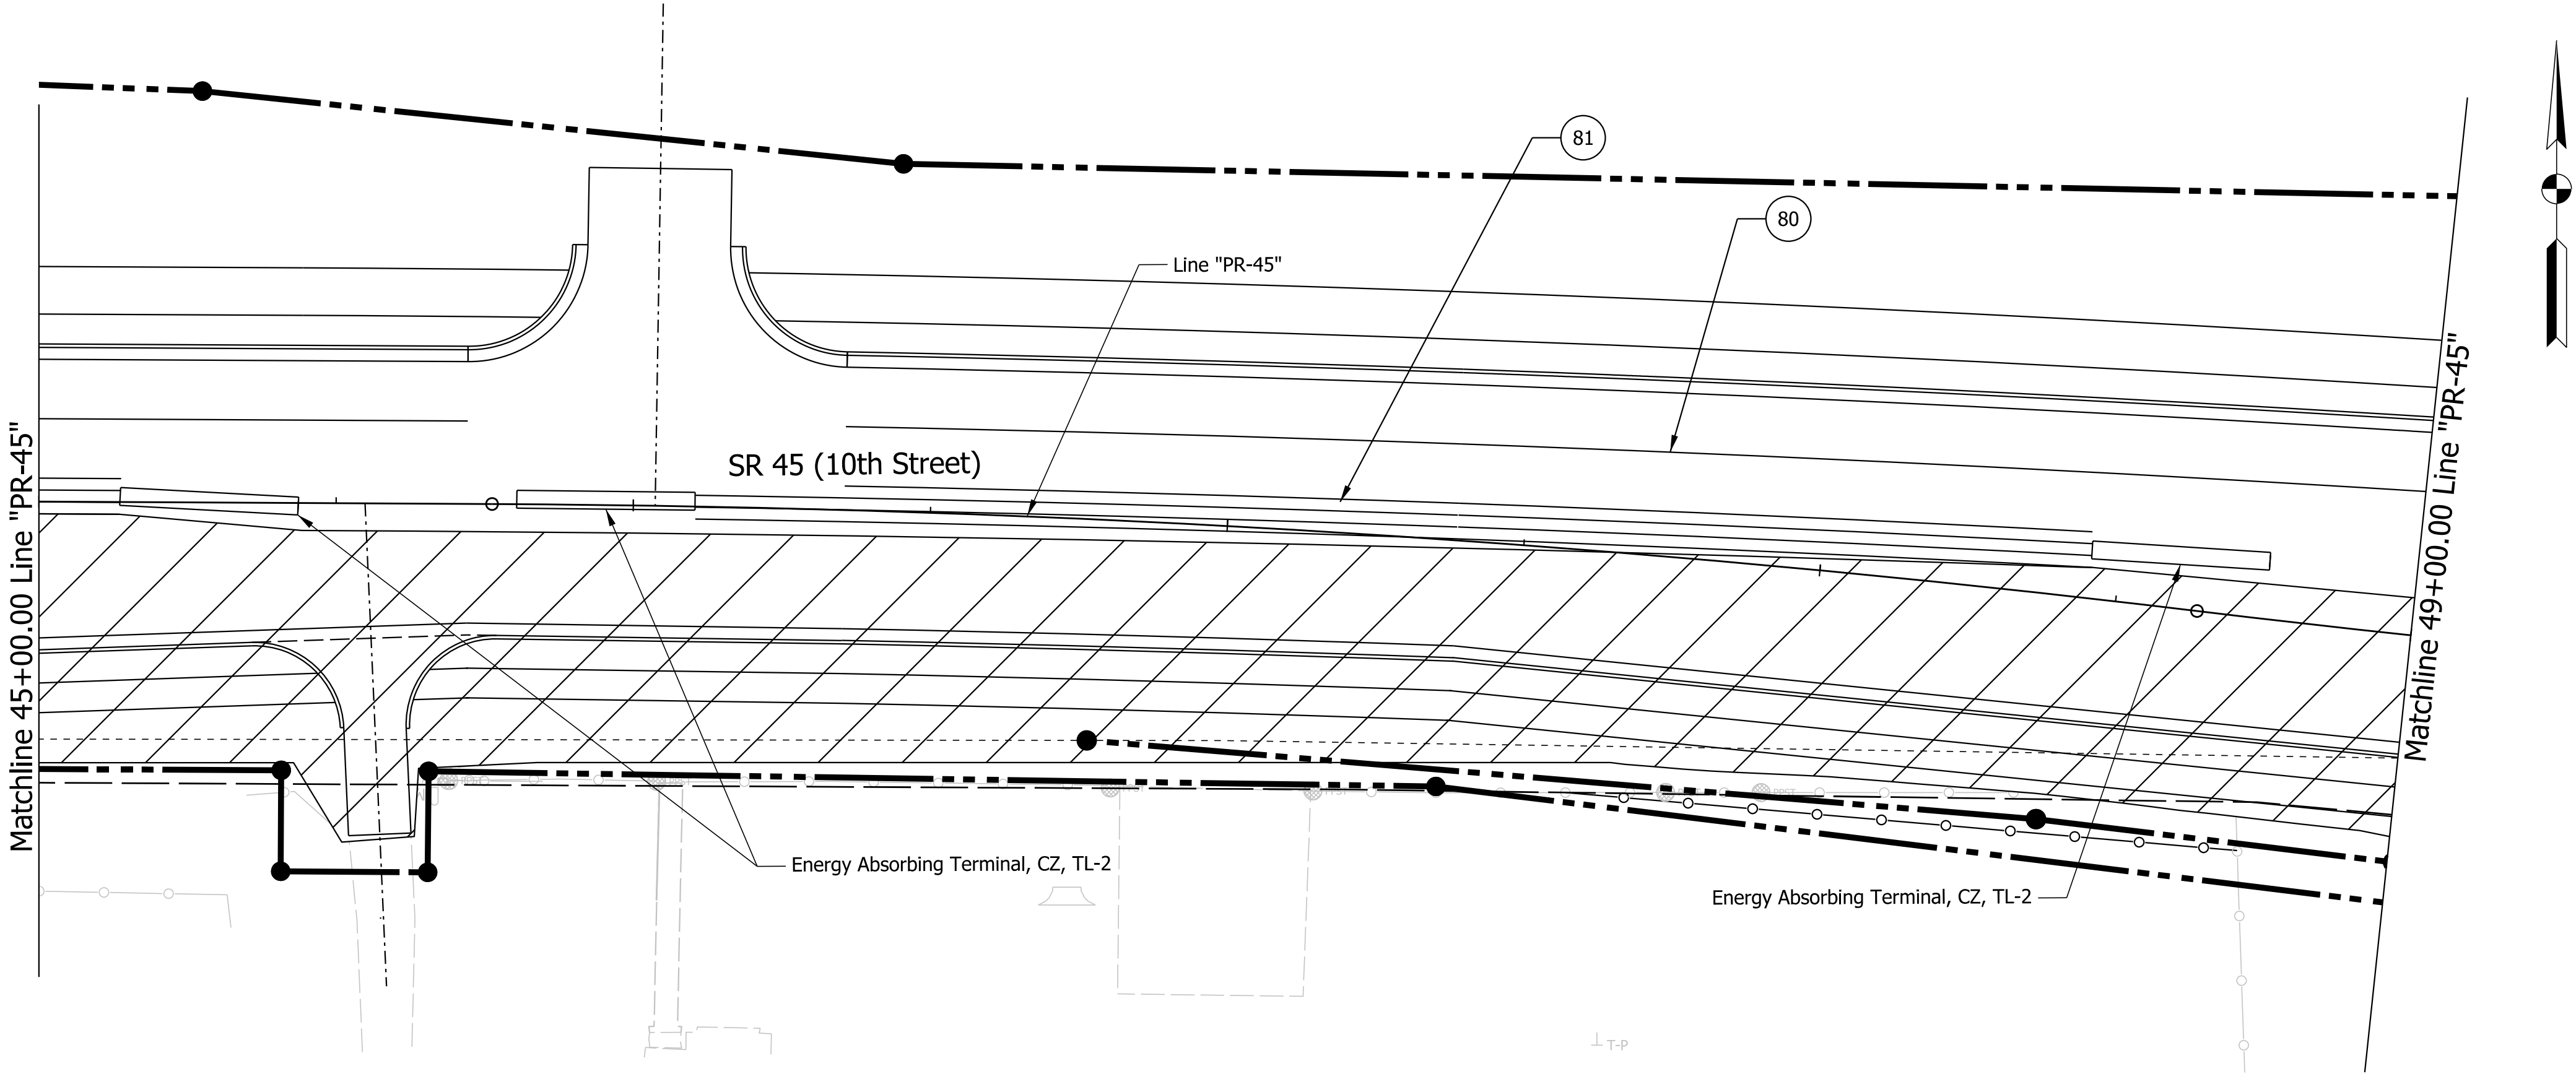 81
80
Line "PR-45"
SR 45 (10th Street)
Matchline 45+00.00 Line "PR-45"
Matchline 49+00.00 Line "PR-45"
Energy Absorbing Terminal, CZ, TL-2
Energy Absorbing Terminal, CZ, TL-2
T-P